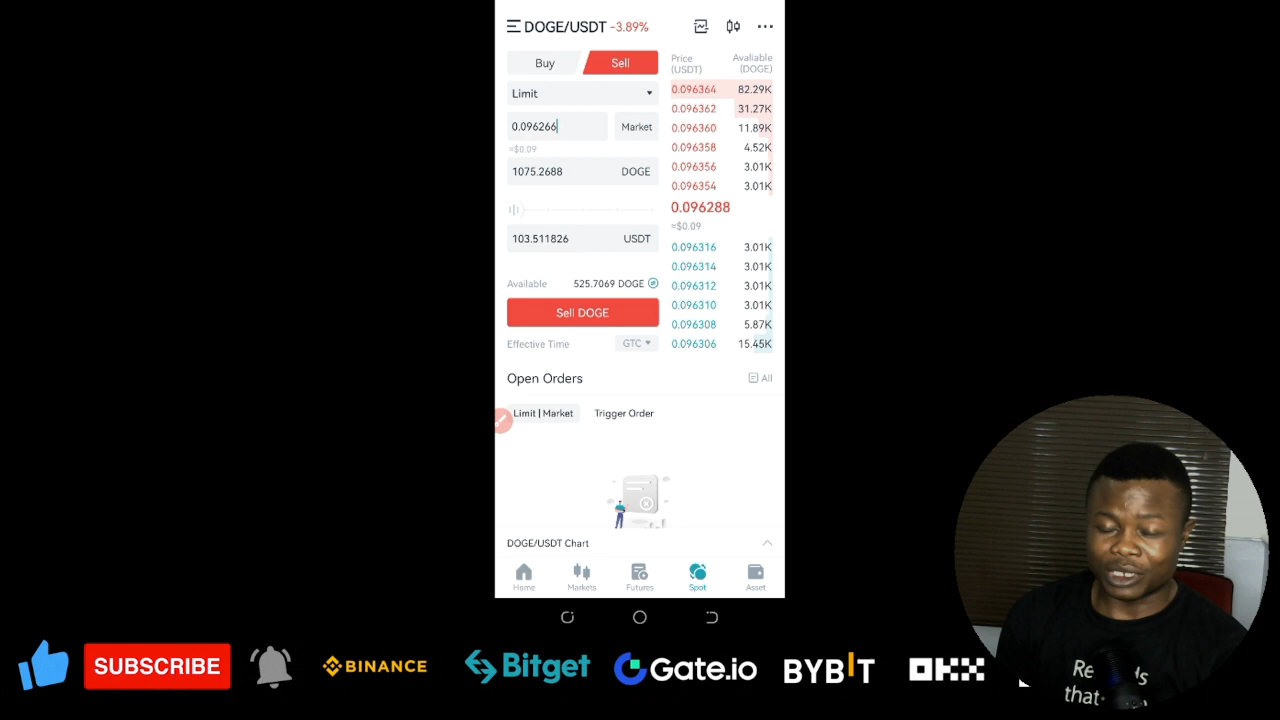 DOGE/USDT -3.89%
Buy
Sell
Price (USDT)
Avaliable (DOGE)
Limit
0.096266
Market
≈$0.09
1075.2688 DOGE
103.511826 USDT
Available 525.7069 DOGE
Sell DOGE
Effective Time GTC
0.096364 82.29K
0.096362 31.27K
0.096360 11.89K
0.096358 4.52K
0.096356 3.01K
0.096354 3.01K
0.096288
≈$0.09
0.096316 3.01K
0.096314 3.01K
0.096312 3.01K
0.096310 3.01K
0.096308 5.87K
0.096306 15.45K
Open Orders
All
Limit | Market
Trigger Order
DOGE/USDT Chart
Home
Markets
Futures
Spot
Asset
SUBSCRIBE
BINANCE
Bitget
Gate.io
BYBIT
OKX
that